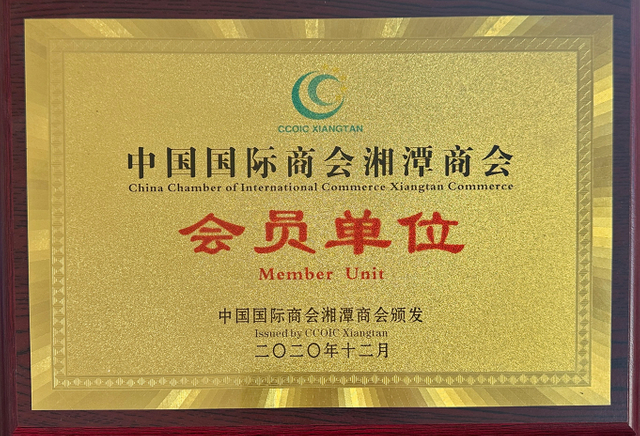 CCOIC XIANGTAN
中国国际商会湘潭商会
China Chamber of International Commerce Xiangtan Commerce
会员单位
Member Unit
中国国际商会湘潭商会颁发
Issued by CCOIC Xiangtan
二〇二〇年十二月